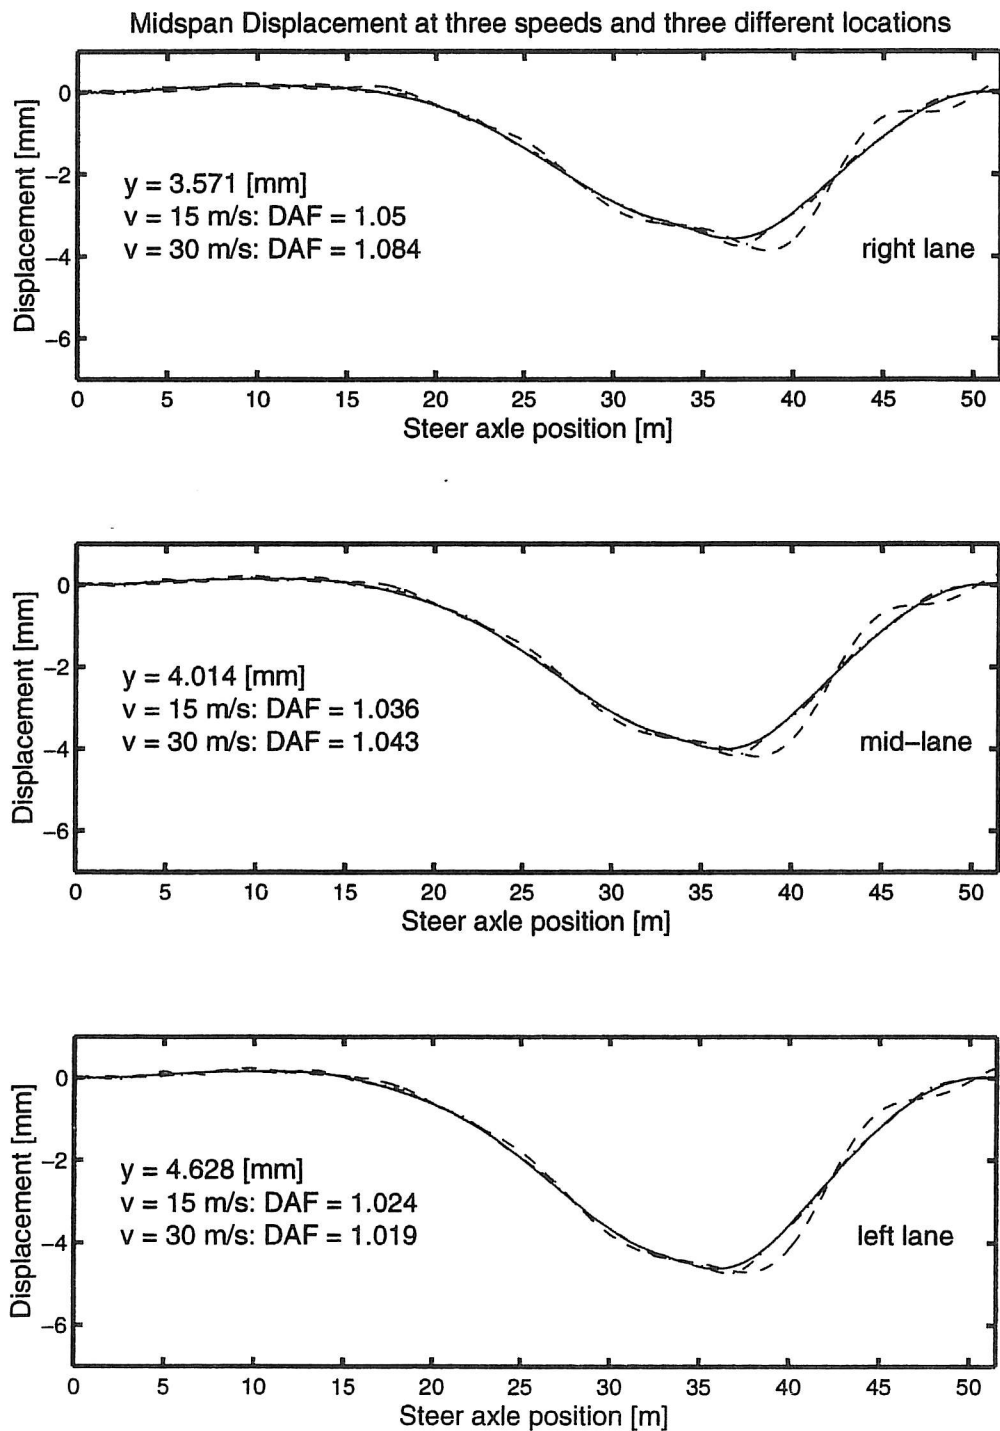 Midspan Displacement at three speeds and three different locations
Displacement [mm]
0
−2
−4
−6
y = 3.571 [mm]
v = 15 m/s: DAF = 1.05
v = 30 m/s: DAF = 1.084
right lane
0 5 10 15 20 25 30 35 40 45 50
Steer axle position [m]
Displacement [mm]
0
−2
−4
−6
y = 4.014 [mm]
v = 15 m/s: DAF = 1.036
v = 30 m/s: DAF = 1.043
mid−lane
0 5 10 15 20 25 30 35 40 45 50
Steer axle position [m]
Displacement [mm]
0
−2
−4
−6
y = 4.628 [mm]
v = 15 m/s: DAF = 1.024
v = 30 m/s: DAF = 1.019
left lane
0 5 10 15 20 25 30 35 40 45 50
Steer axle position [m]